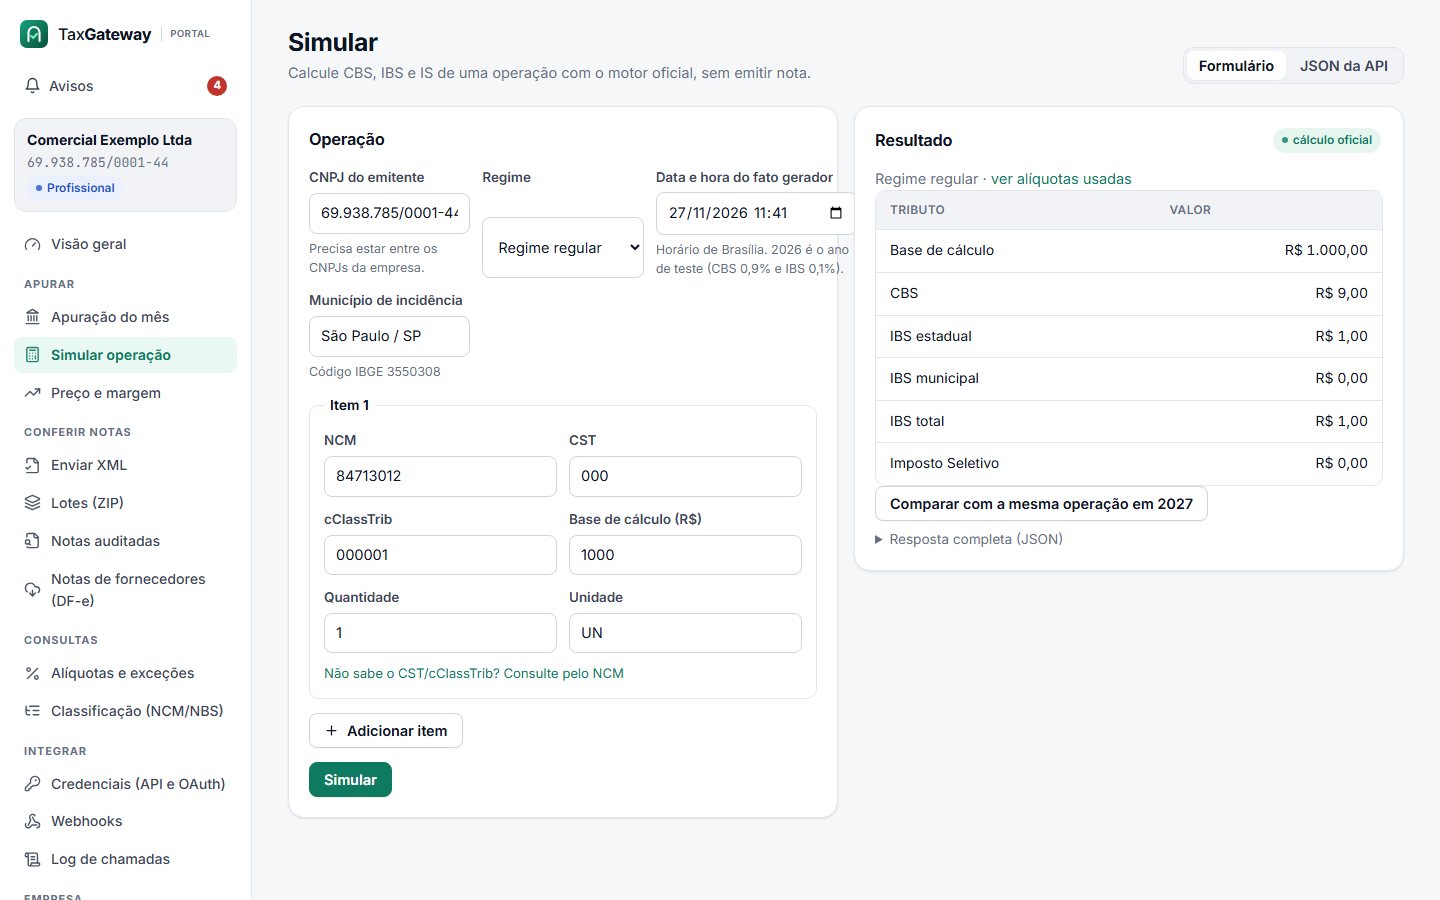 TaxGateway PORTAL
Avisos 4
Comercial Exemplo Ltda
69.938.785/0001-44
Profissional
Visão geral
APURAR
Apuração do mês
Simular operação
Preço e margem
CONFERIR NOTAS
Enviar XML
Lotes (ZIP)
Notas auditadas
Notas de fornecedores
(DF-e)
CONSULTAS
Alíquotas e exceções
Classificação (NCM/NBS)
INTEGRAR
Credenciais (API e OAuth)
Webhooks
Log de chamadas
EMPRESA
Simular
Calcule CBS, IBS e IS de uma operação com o motor oficial, sem emitir nota.
Formulário JSON da API
Operação
CNPJ do emitente
69.938.785/0001-44
Precisa estar entre os
CNPJs da empresa.
Regime
Regime regular
Data e hora do fato gerador
27/11/2026 11:41
Horário de Brasília. 2026 é o ano
de teste (CBS 0,9% e IBS 0,1%).
Município de incidência
São Paulo / SP
Código IBGE 3550308
Item 1
NCM CST
84713012 000
cClassTrib Base de cálculo (R$)
000001 1000
Quantidade Unidade
1 UN
Não sabe o CST/cClassTrib? Consulte pelo NCM
Adicionar item
Simular
Resultado cálculo oficial
Regime regular · ver alíquotas usadas
TRIBUTO VALOR
Base de cálculo R$ 1.000,00
CBS R$ 9,00
IBS estadual R$ 1,00
IBS municipal R$ 0,00
IBS total R$ 1,00
Imposto Seletivo R$ 0,00
Comparar com a mesma operação em 2027
Resposta completa (JSON)